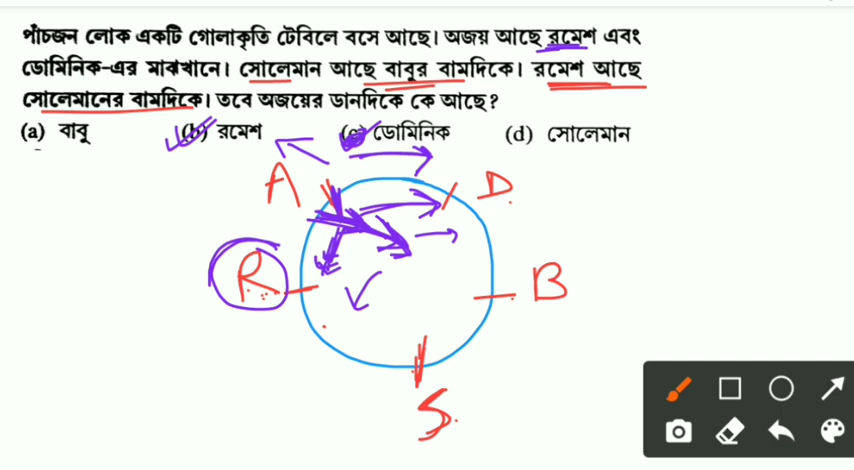 পাঁচজন লোক একটি গোলাকৃতি টেবিলে বসে আছে। অজয় আছে রমেশ এবং
ডোমিনিক-এর মাঝখানে। সোলেমান আছে বাবুর বামদিকে। রমেশ আছে
সোলেমানের বামদিকে। তবে অজয়ের ডানদিকে কে আছে?
(a) বাবু (b) রমেশ (c) ডোমিনিক (d) সোলেমান
A D
R B
S